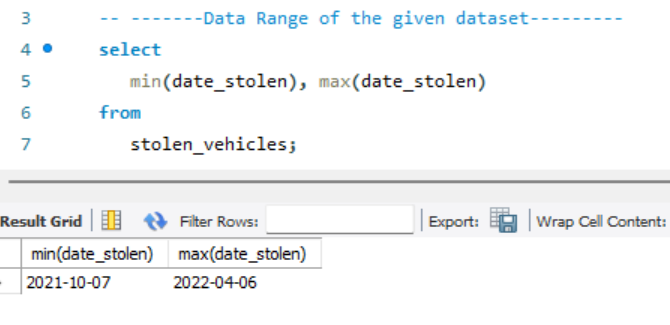 3 -- -------Data Range of the given dataset---------
4 select
5 min(date_stolen), max(date_stolen)
6 from
7 stolen_vehicles;
Result Grid Filter Rows: Export: Wrap Cell Content:
min(date_stolen) max(date_stolen)
2021-10-07 2022-04-06